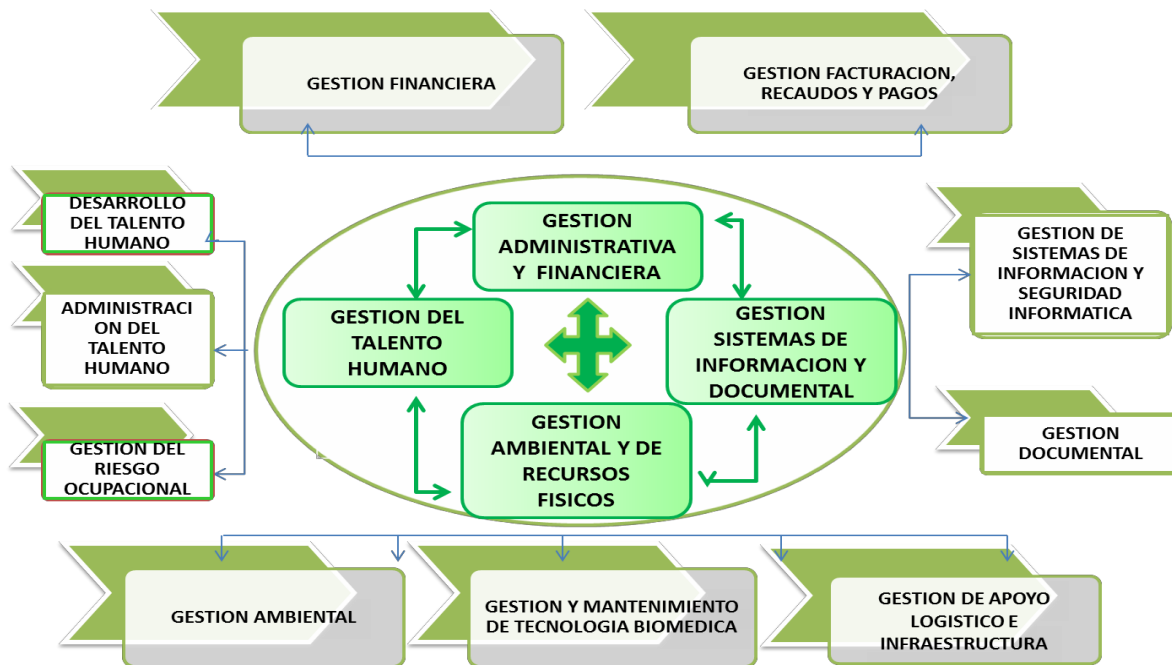 GESTION FINANCIERA
GESTION FACTURACION,
RECAUDOS Y PAGOS
DESARROLLO
DEL TALENTO
HUMANO
ADMINISTRACI
ON DEL
TALENTO
HUMANO
GESTION DEL
RIESGO
OCUPACIONAL
GESTION
ADMINISTRATIVA
Y FINANCIERA
GESTION DEL
TALENTO
HUMANO
GESTION
SISTEMAS DE
INFORMACION Y
DOCUMENTAL
GESTION
AMBIENTAL Y DE
RECURSOS
FISICOS
GESTION DE
SISTEMAS DE
INFORMACION Y
SEGURIDAD
INFORMATICA
GESTION
DOCUMENTAL
GESTION AMBIENTAL
GESTION Y MANTENIMIENTO
DE TECNOLOGIA BIOMEDICA
GESTION DE APOYO
LOGISTICO E
INFRAESTRUCTURA